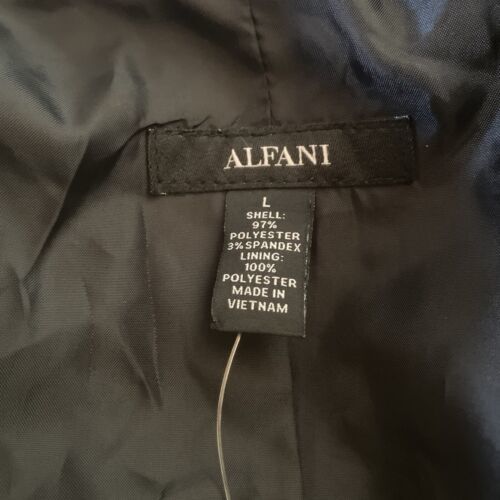 ALFANI
L
SHELL:
97%
POLYESTER
3% SPANDEX
LINING:
100%
POLYESTER
MADE IN
VIETNAM